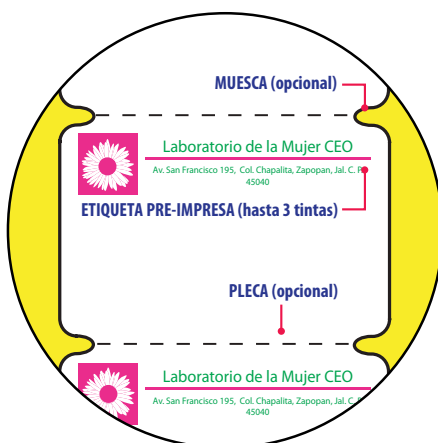 MUESCA (opcional)
Laboratorio de la Mujer CEO
Av. San Francisco 195, Col. Chapalita, Zapopan, Jal. C. P.
45040
ETIQUETA PRE-IMPRESA (hasta 3 tintas)
PLECA (opcional)
Laboratorio de la Mujer CEO
Av. San Francisco 195, Col. Chapalita, Zapopan, Jal. C.
45040